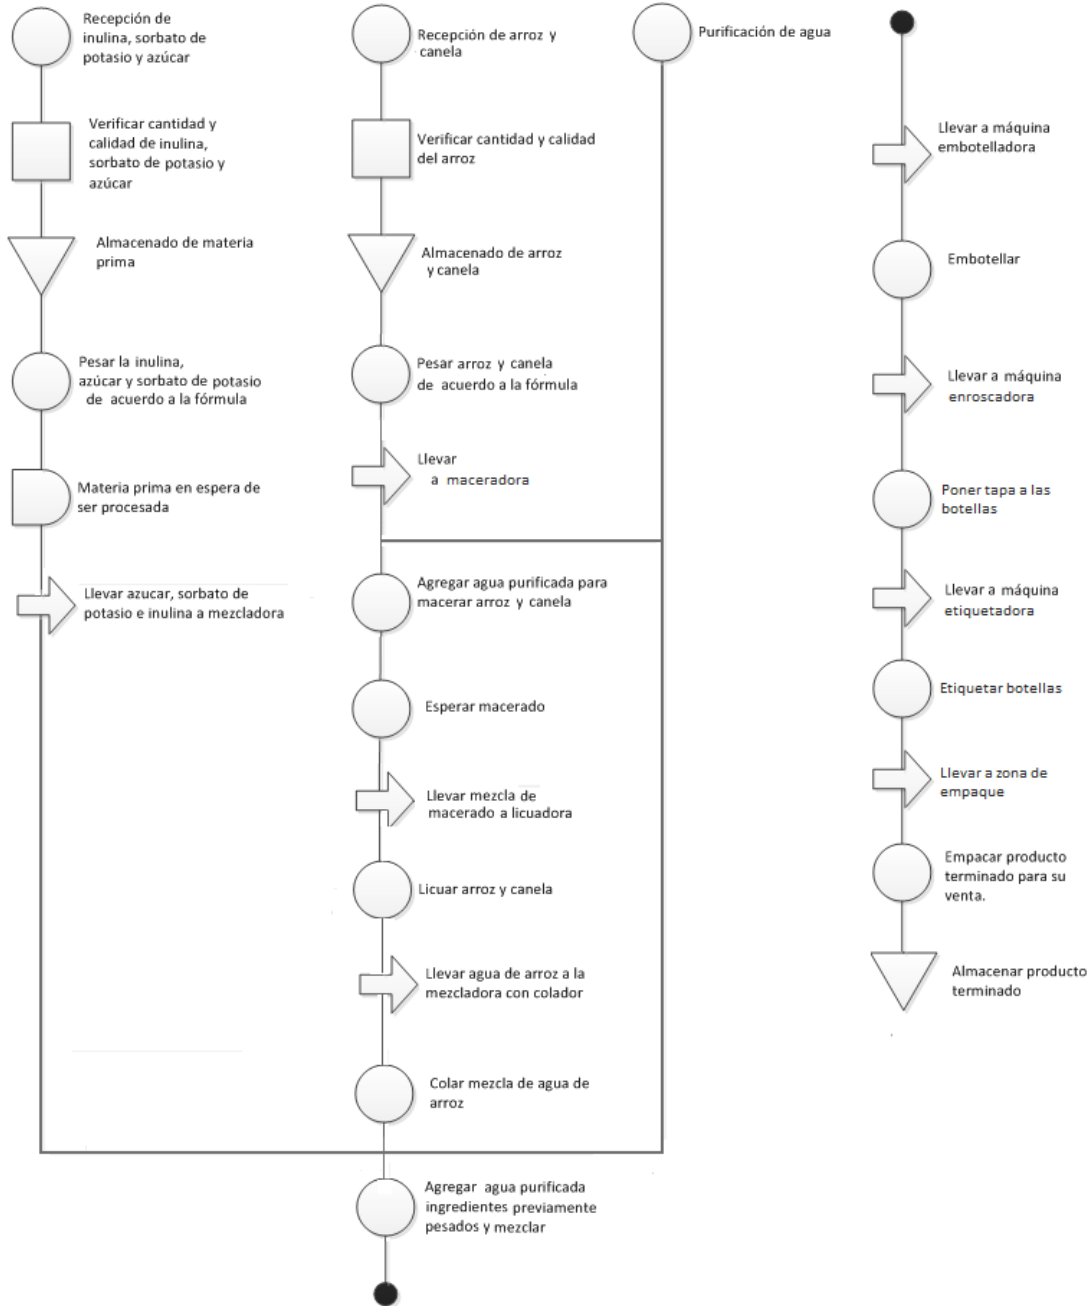 Recepción de
inulina, sorbato de
potasio y azúcar
Verificar cantidad y
calidad de inulina,
sorbato de potasio y
azúcar
Almacenado de materia
prima
Pesar la inulina,
azúcar y sorbato de potasio
de acuerdo a la fórmula
Materia prima en espera de
ser procesada
Llevar azucar, sorbato de
potasio e inulina a mezcladora
Recepción de arroz y
canela
Verificar cantidad y calidad
del arroz
Almacenado de arroz
y canela
Pesar arroz y canela
de acuerdo a la fórmula
Llevar
a maceradora
Agregar agua purificada para
macerar arroz y canela
Esperar macerado
Llevar mezcla de
macerado a licuadora
Licuar arroz y canela
Llevar agua de arroz a la
mezcladora con colador
Colar mezcla de agua de
arroz
Agregar agua purificada
ingredientes previamente
pesados y mezclar
Purificación de agua
Llevar a máquina
embotelladora
Embotellar
Llevar a máquina
enroscadora
Poner tapa a las
botellas
Llevar a máquina
etiquetadora
Etiquetar botellas
Llevar a zona de
empaque
Empacar producto
terminado para su
venta.
Almacenar producto
terminado